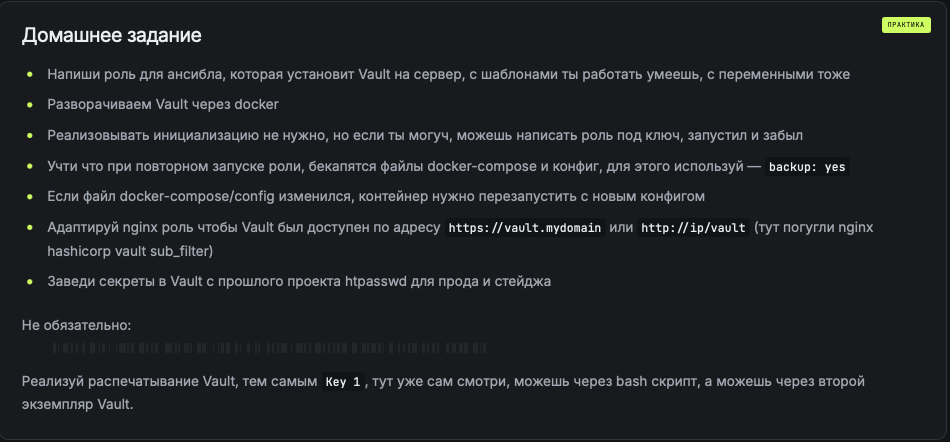 ПРАКТИКА
Домашнее задание
Напиши роль для ансибла, которая установит Vault на сервер, с шаблонами ты работать умеешь, с переменными тоже
Разворачиваем Vault через docker
Реализовывать инициализацию не нужно, но если ты могуч, можешь написать роль под ключ, запустил и забыл
Учти что при повторном запуске роли, бекапятся файлы docker-compose и конфиг, для этого используй — backup: yes
Если файл docker-compose/config изменился, контейнер нужно перезапустить с новым конфигом
Адаптируй nginx роль чтобы Vault был доступен по адресу https://vault.mydomain или http://ip/vault (тут погугли nginx
hashicorp vault sub_filter)
Заведи секреты в Vault с прошлого проекта htpasswd для прода и стейджа
Не обязательно:
Реализуй распечатывание Vault, тем самым Key 1, тут уже сам смотри, можешь через bash скрипт, а можешь через второй
экземпляр Vault.